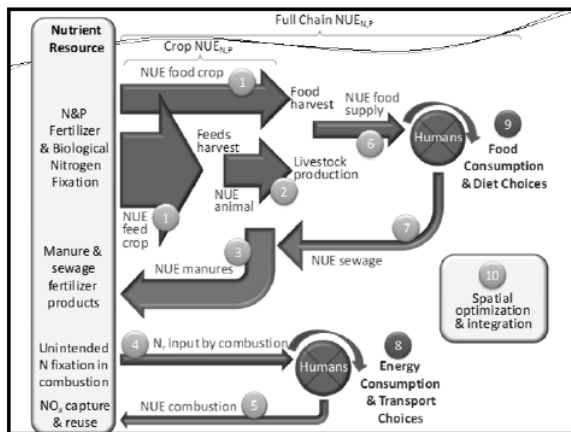 Full Chain NUEN,P
Nutrient
Resource
Crop NUEN,P
NUE food crop
1
Food
harvest
N&P
Fertilizer
& Biological
Nitrogen
Fixation
Feeds
harvest
NUE food
supply
6
Humans
9
Food
Consumption
& Diet Choices
Livestock
production
2
NUE
animal
1
NUE
feed
crop
7
NUE sewage
3
NUE manures
Manure &
sewage
fertilizer
products
10
Spatial
optimization
& integration
4
Nr input by combustion
Unintended
N fixation in
combustion
Humans
8
Energy
Consumption
& Transport
Choices
NOx capture
& reuse
NUE combustion
5